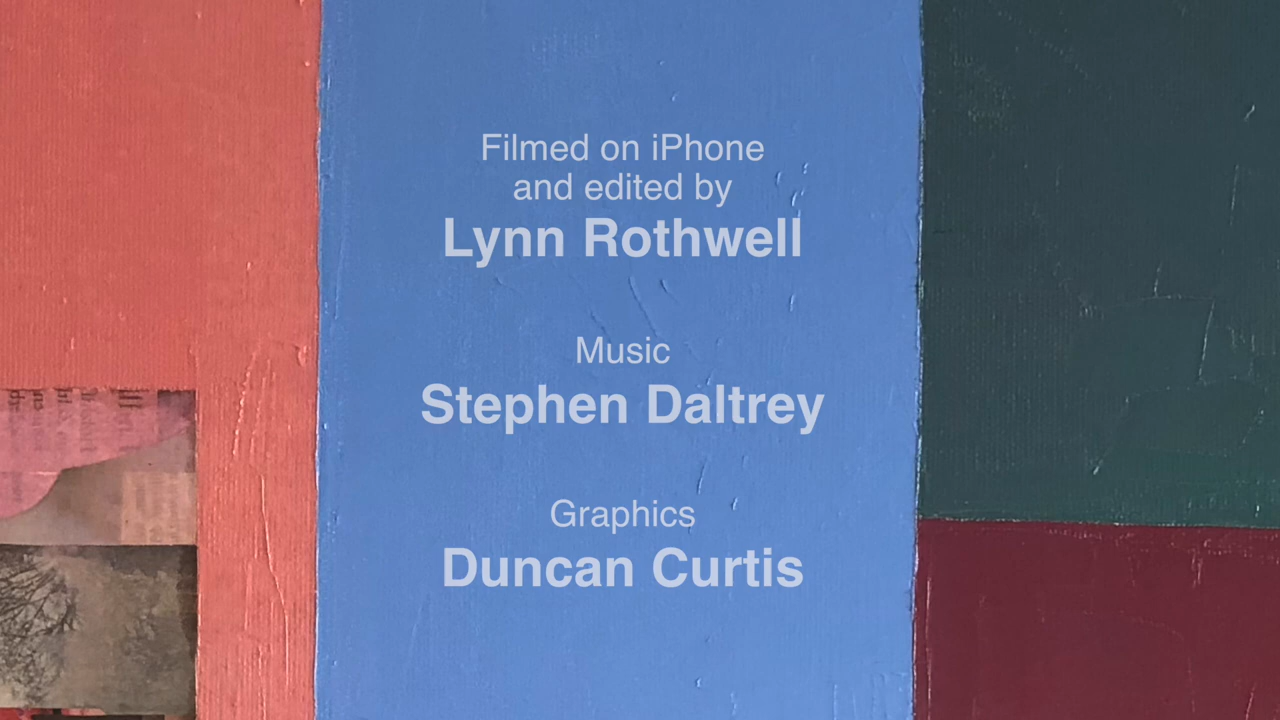 Filmed on iPhone
and edited by
Lynn Rothwell
Music
Stephen Daltrey
Graphics
Duncan Curtis